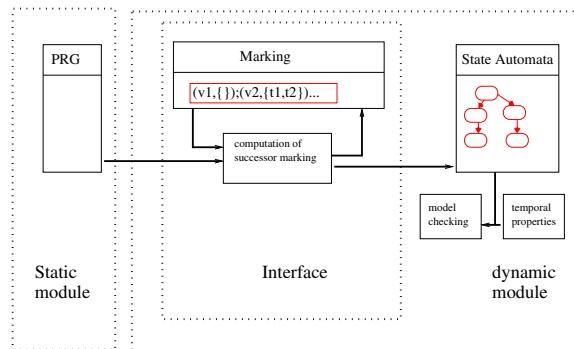 PRG
Marking
State Automata
(v1,{});(v2,{t1,t2})...
computation of
successor marking
model
checking
temporal
properties
Static
module
Interface
dynamic
module